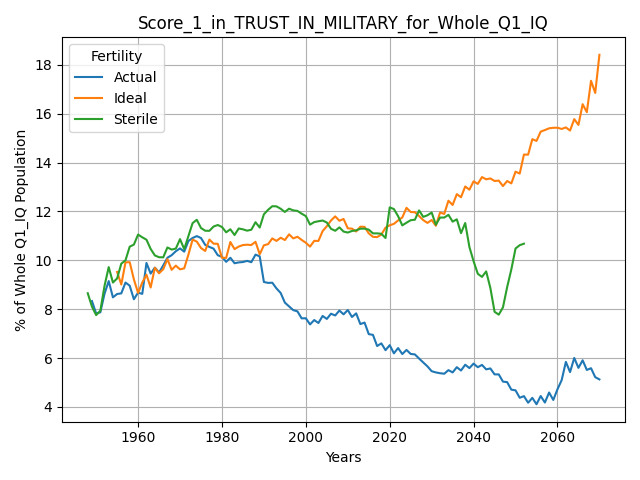 Score_1_in_TRUST_IN_MILITARY_for_Whole_Q1_IQ
Fertility
Actual
Ideal
Sterile
% of Whole Q1_IQ Population
18
16
14
12
10
8
6
4
1960 1980 2000 2020 2040 2060
Years